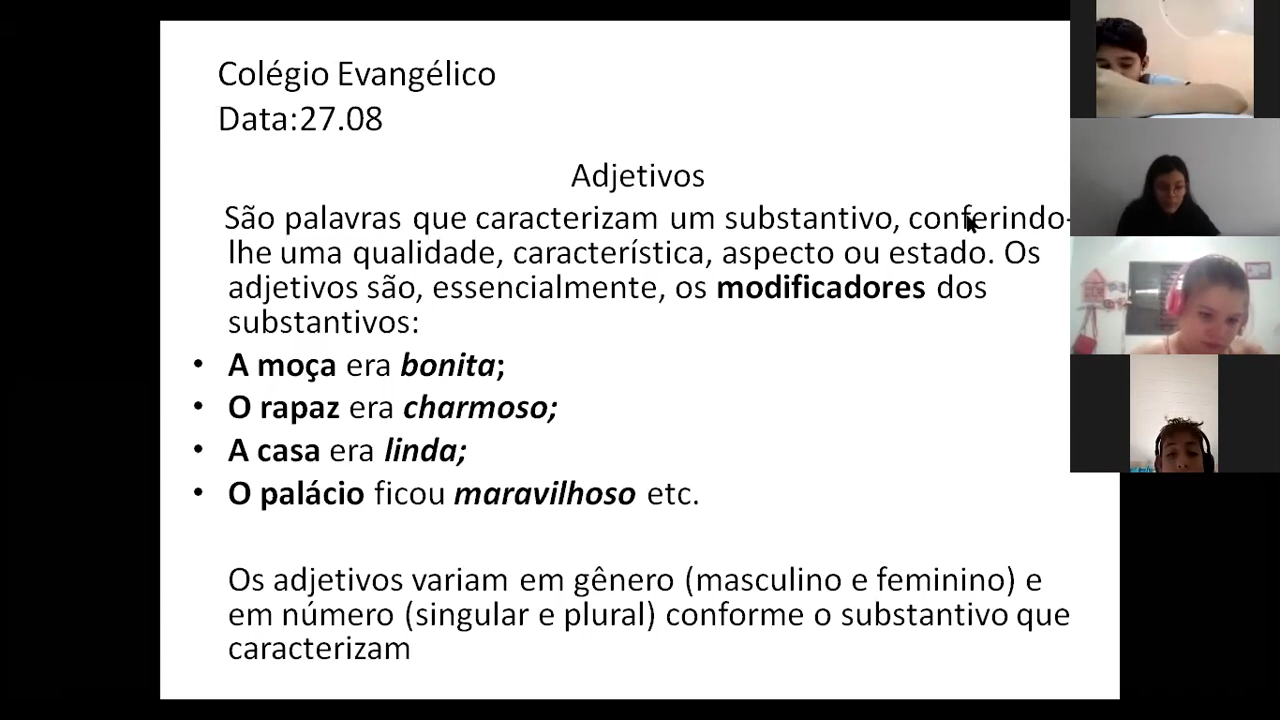 Colégio Evangélico
Data:27.08
Adjetivos
São palavras que caracterizam um substantivo, conferindo-
lhe uma qualidade, característica, aspecto ou estado. Os
adjetivos são, essencialmente, os modificadores dos
substantivos:
• A moça era bonita;
• O rapaz era charmoso;
• A casa era linda;
• O palácio ficou maravilhoso etc.
Os adjetivos variam em gênero (masculino e feminino) e
em número (singular e plural) conforme o substantivo que
caracterizam